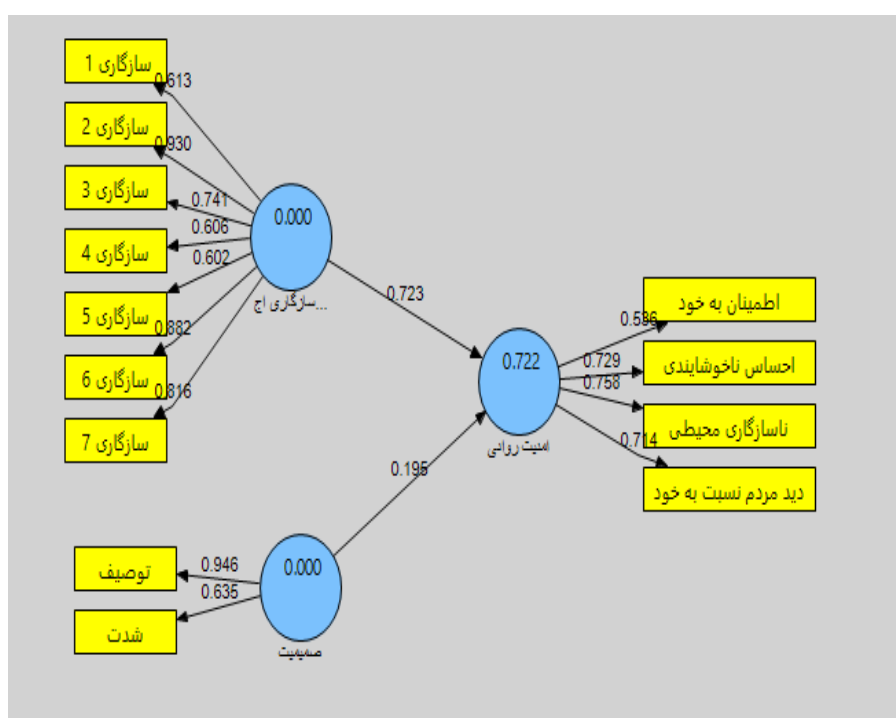 سازگاری 1
0.613
سازگاری 2
0.930
سازگاری 3
0.741
سازگاری 4
0.606
سازگاری 5
0.602
سازگاری 6
0.882
سازگاری 7
0.816
0.000
سازگاری اج...
0.723
0.722
امنیت روانی
0.195
اطمینان به خود
0.586
احساس ناخوشایندی
0.729
ناسازگاری محیطی
0.758
دید مردم نسبت به خود
0.714
توصیف
0.946
شدت
0.635
0.000
صمیمیت